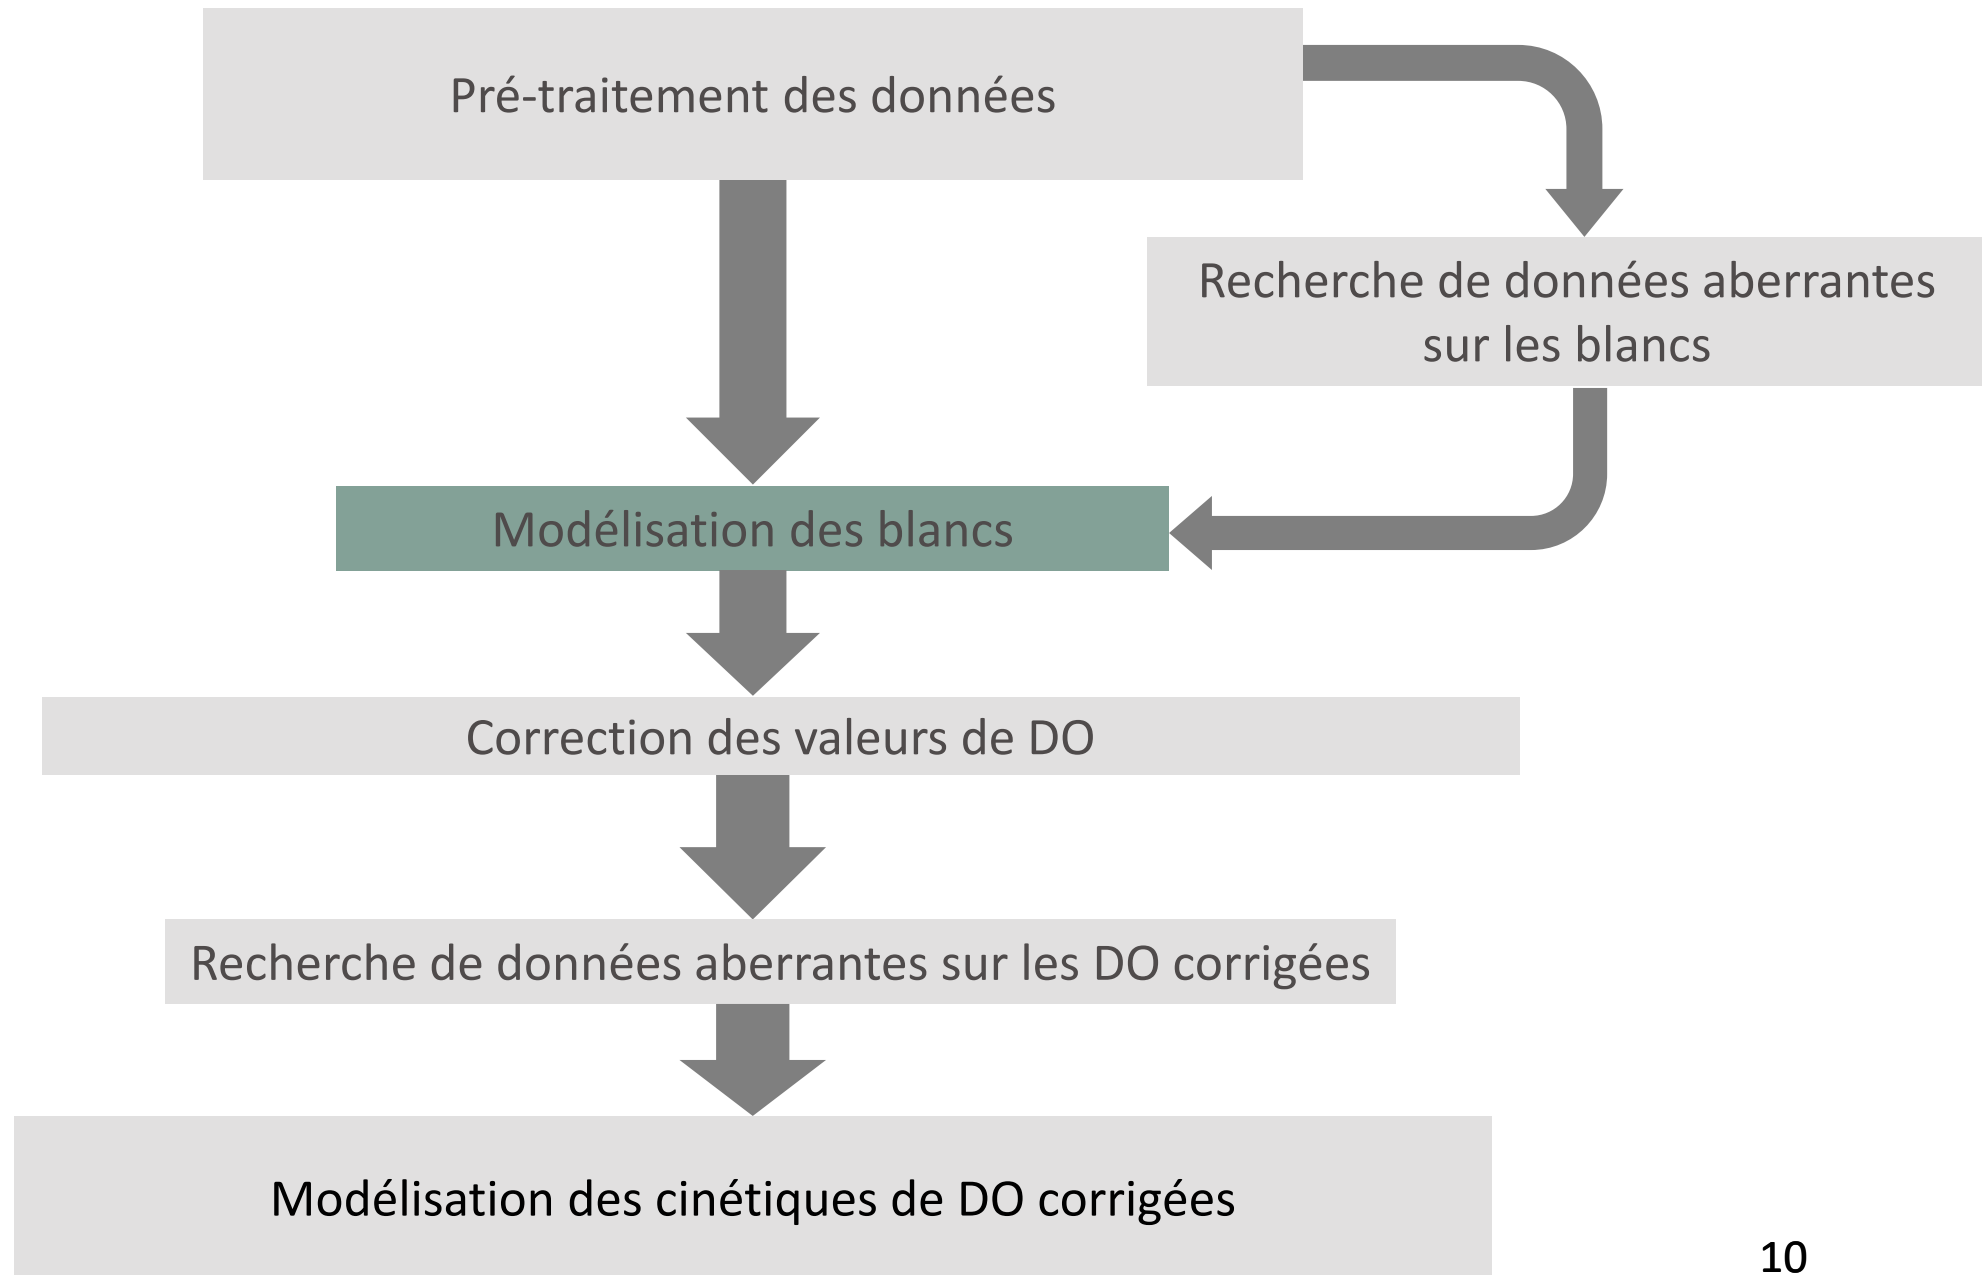 Pré-traitement des données
Recherche de données aberrantes
sur les blancs
Modélisation des blancs
Correction des valeurs de DO
Recherche de données aberrantes sur les DO corrigées
Modélisation des cinétiques de DO corrigées
10